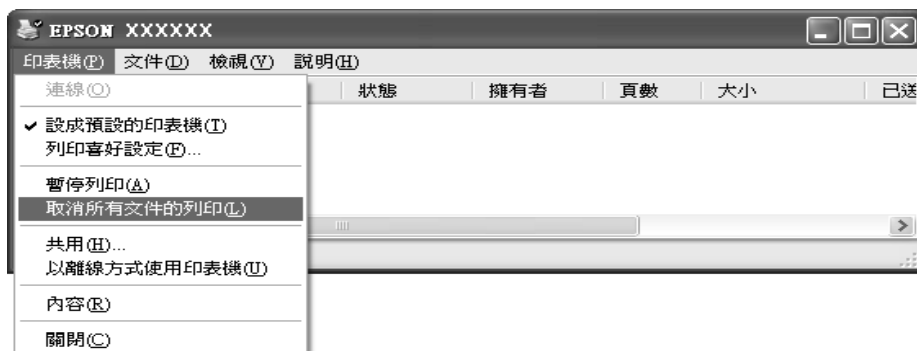 EPSON XXXXXX
印表機(P) 文件(D) 檢視(V) 說明(H)
狀態 擁有者 頁數 大小 已送
連線(O)
設成預設的印表機(T)
列印喜好設定(F)...
暫停列印(A)
取消所有文件的列印(L)
共用(H)...
以離線方式使用印表機(U)
內容(R)
關閉(C)